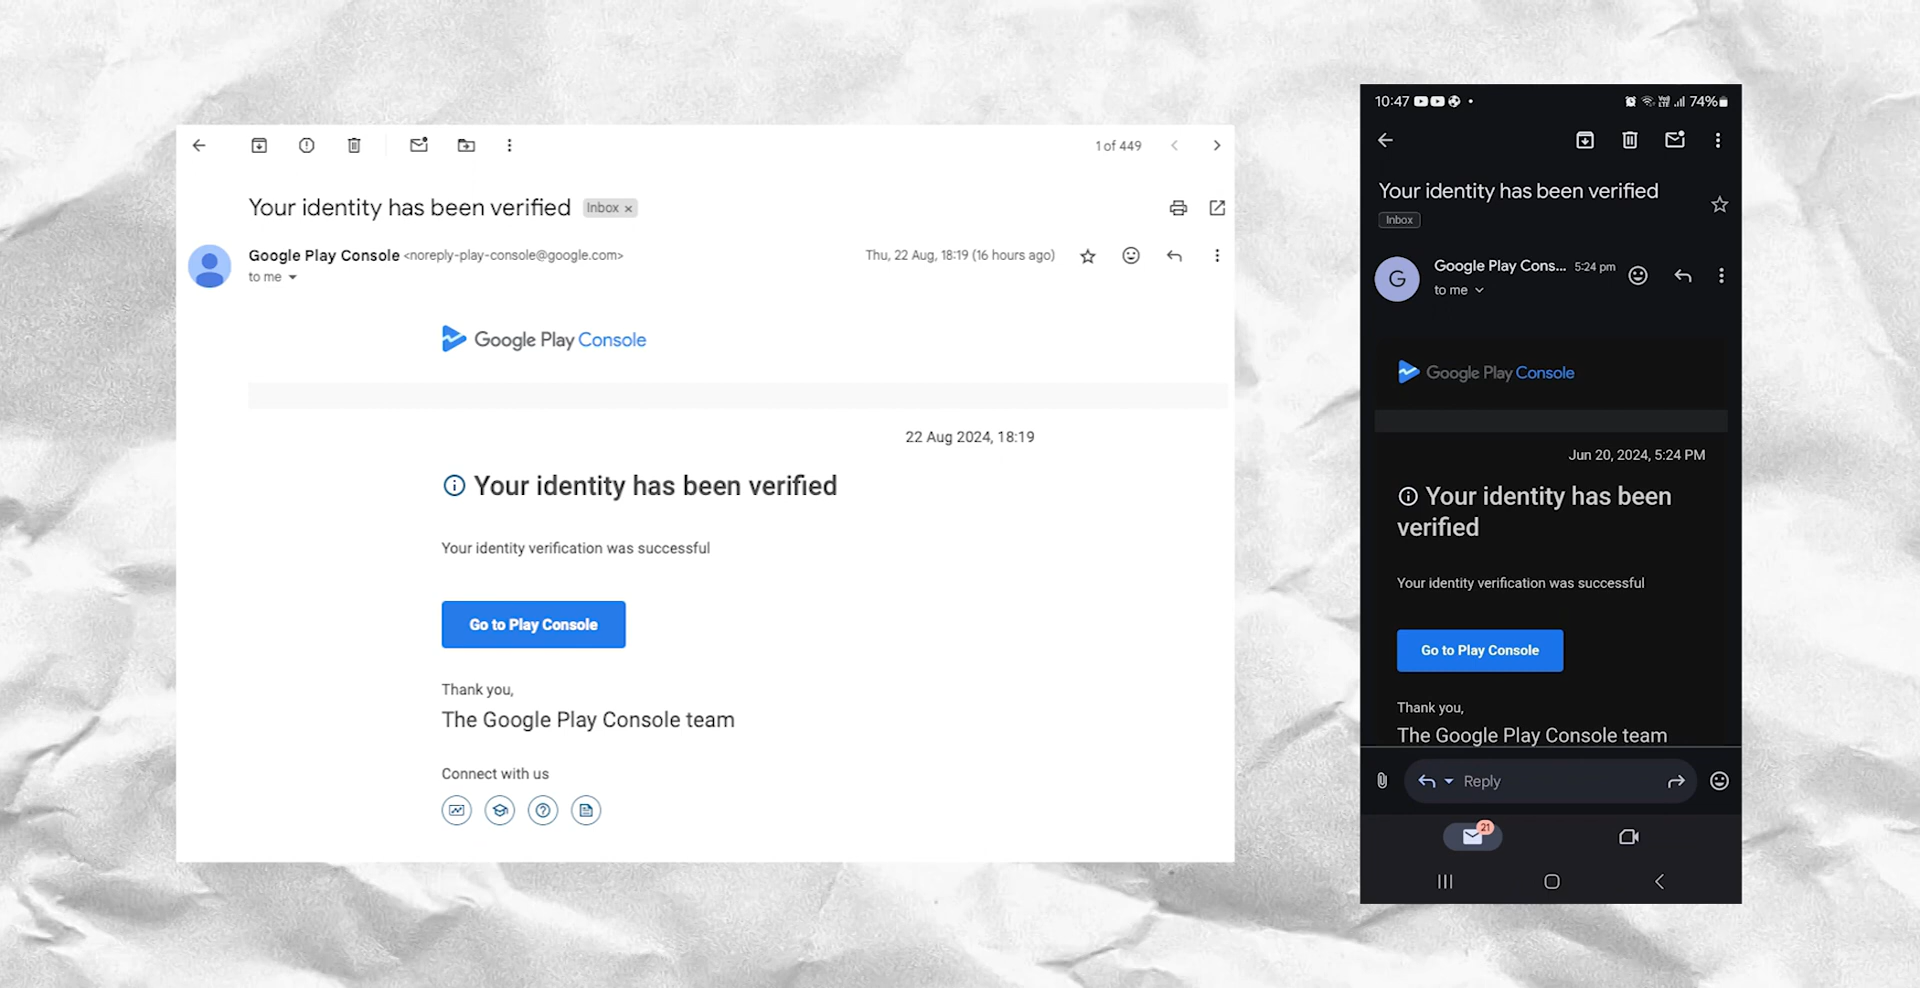 1 of 449
Your identity has been verified Inbox ×
Google Play Console <noreply-play-console@google.com> Thu, 22 Aug, 18:19 (16 hours ago)
to me
Google Play Console
22 Aug 2024, 18:19
Your identity has been verified
Your identity verification was successful
Go to Play Console
Thank you,
The Google Play Console team
Connect with us
10:47 74%
Your identity has been verified
Inbox
Google Play Cons... 5:24 pm
to me
G
Google Play Console
Jun 20, 2024, 5:24 PM
Your identity has been
verified
Your identity verification was successful
Go to Play Console
Thank you,
The Google Play Console team
Reply
21